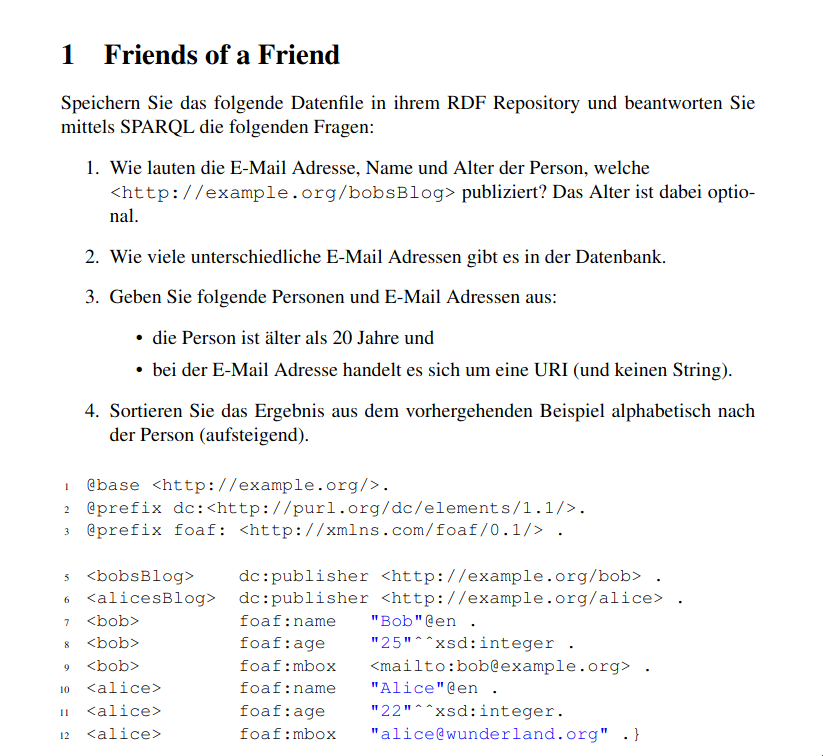 1 Friends of a Friend
Speichern Sie das folgende Datenfile in ihrem RDF Repository und beantworten Sie
mittels SPARQL die folgenden Fragen:
1. Wie lauten die E-Mail Adresse, Name und Alter der Person, welche
<http://example.org/bobsBlog> publiziert? Das Alter ist dabei optio-
nal.
2. Wie viele unterschiedliche E-Mail Adressen gibt es in der Datenbank.
3. Geben Sie folgende Personen und E-Mail Adressen aus:
• die Person ist älter als 20 Jahre und
• bei der E-Mail Adresse handelt es sich um eine URI (und keinen String).
4. Sortieren Sie das Ergebnis aus dem vorhergehenden Beispiel alphabetisch nach
der Person (aufsteigend).
1 @base <http://example.org/>.
2 @prefix dc:<http://purl.org/dc/elements/1.1/>.
3 @prefix foaf: <http://xmlns.com/foaf/0.1/> .
5 <bobsBlog> dc:publisher <http://example.org/bob> .
6 <alicesBlog> dc:publisher <http://example.org/alice> .
7 <bob> foaf:name "Bob"@en .
8 <bob> foaf:age "25"^^xsd:integer .
9 <bob> foaf:mbox <mailto:bob@example.org> .
10 <alice> foaf:name "Alice"@en .
11 <alice> foaf:age "22"^^xsd:integer.
12 <alice> foaf:mbox "alice@wunderland.org" .}